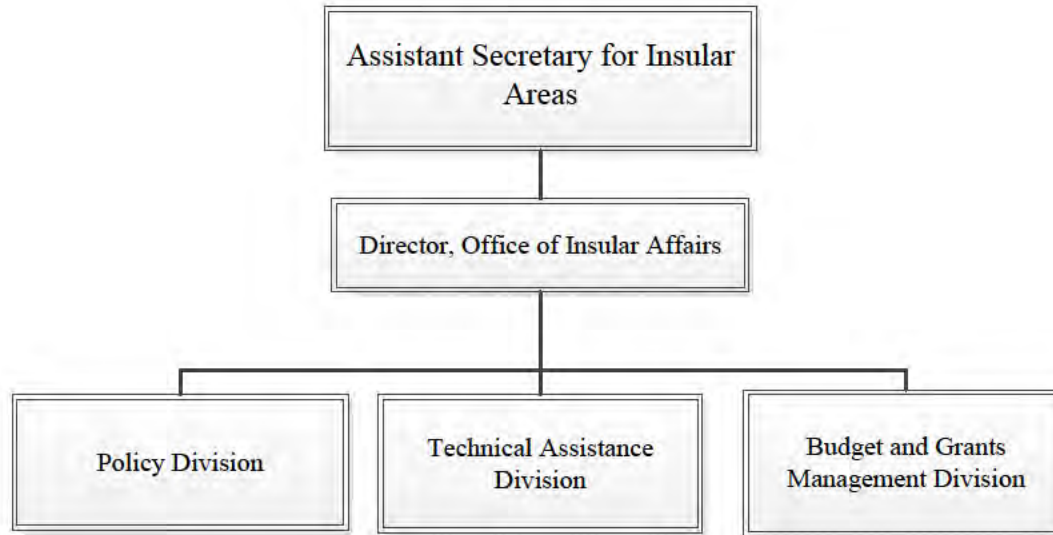 Assistant Secretary for Insular
Areas
Director, Office of Insular Affairs
Policy Division
Technical Assistance
Division
Budget and Grants
Management Division